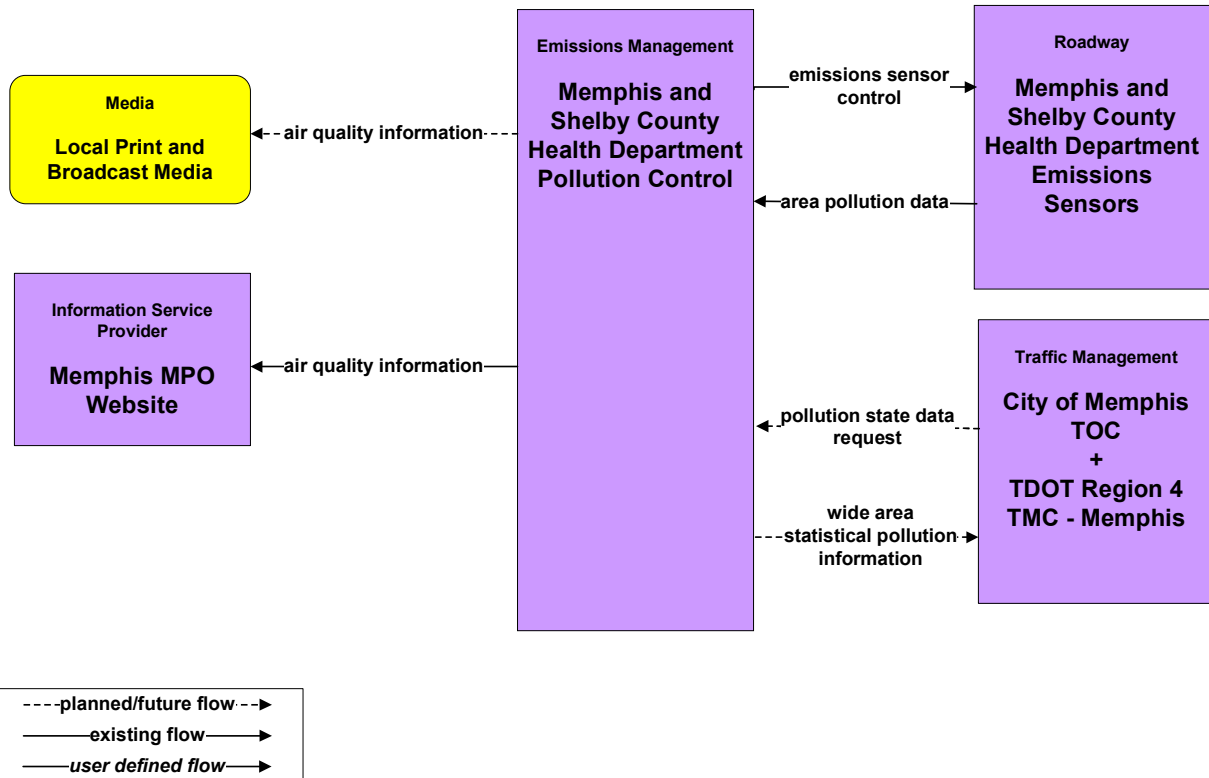 Media
Local Print and
Broadcast Media
air quality information
Information Service
Provider
Memphis MPO
Website
air quality information
Emissions Management
Memphis and
Shelby County
Health Department
Pollution Control
emissions sensor
control
area pollution data
Roadway
Memphis and
Shelby County
Health Department
Emissions
Sensors
pollution state data
request
wide area
statistical pollution
information
Traffic Management
City of Memphis
TOC
+
TDOT Region 4
TMC - Memphis
planned/future flow
existing flow
user defined flow